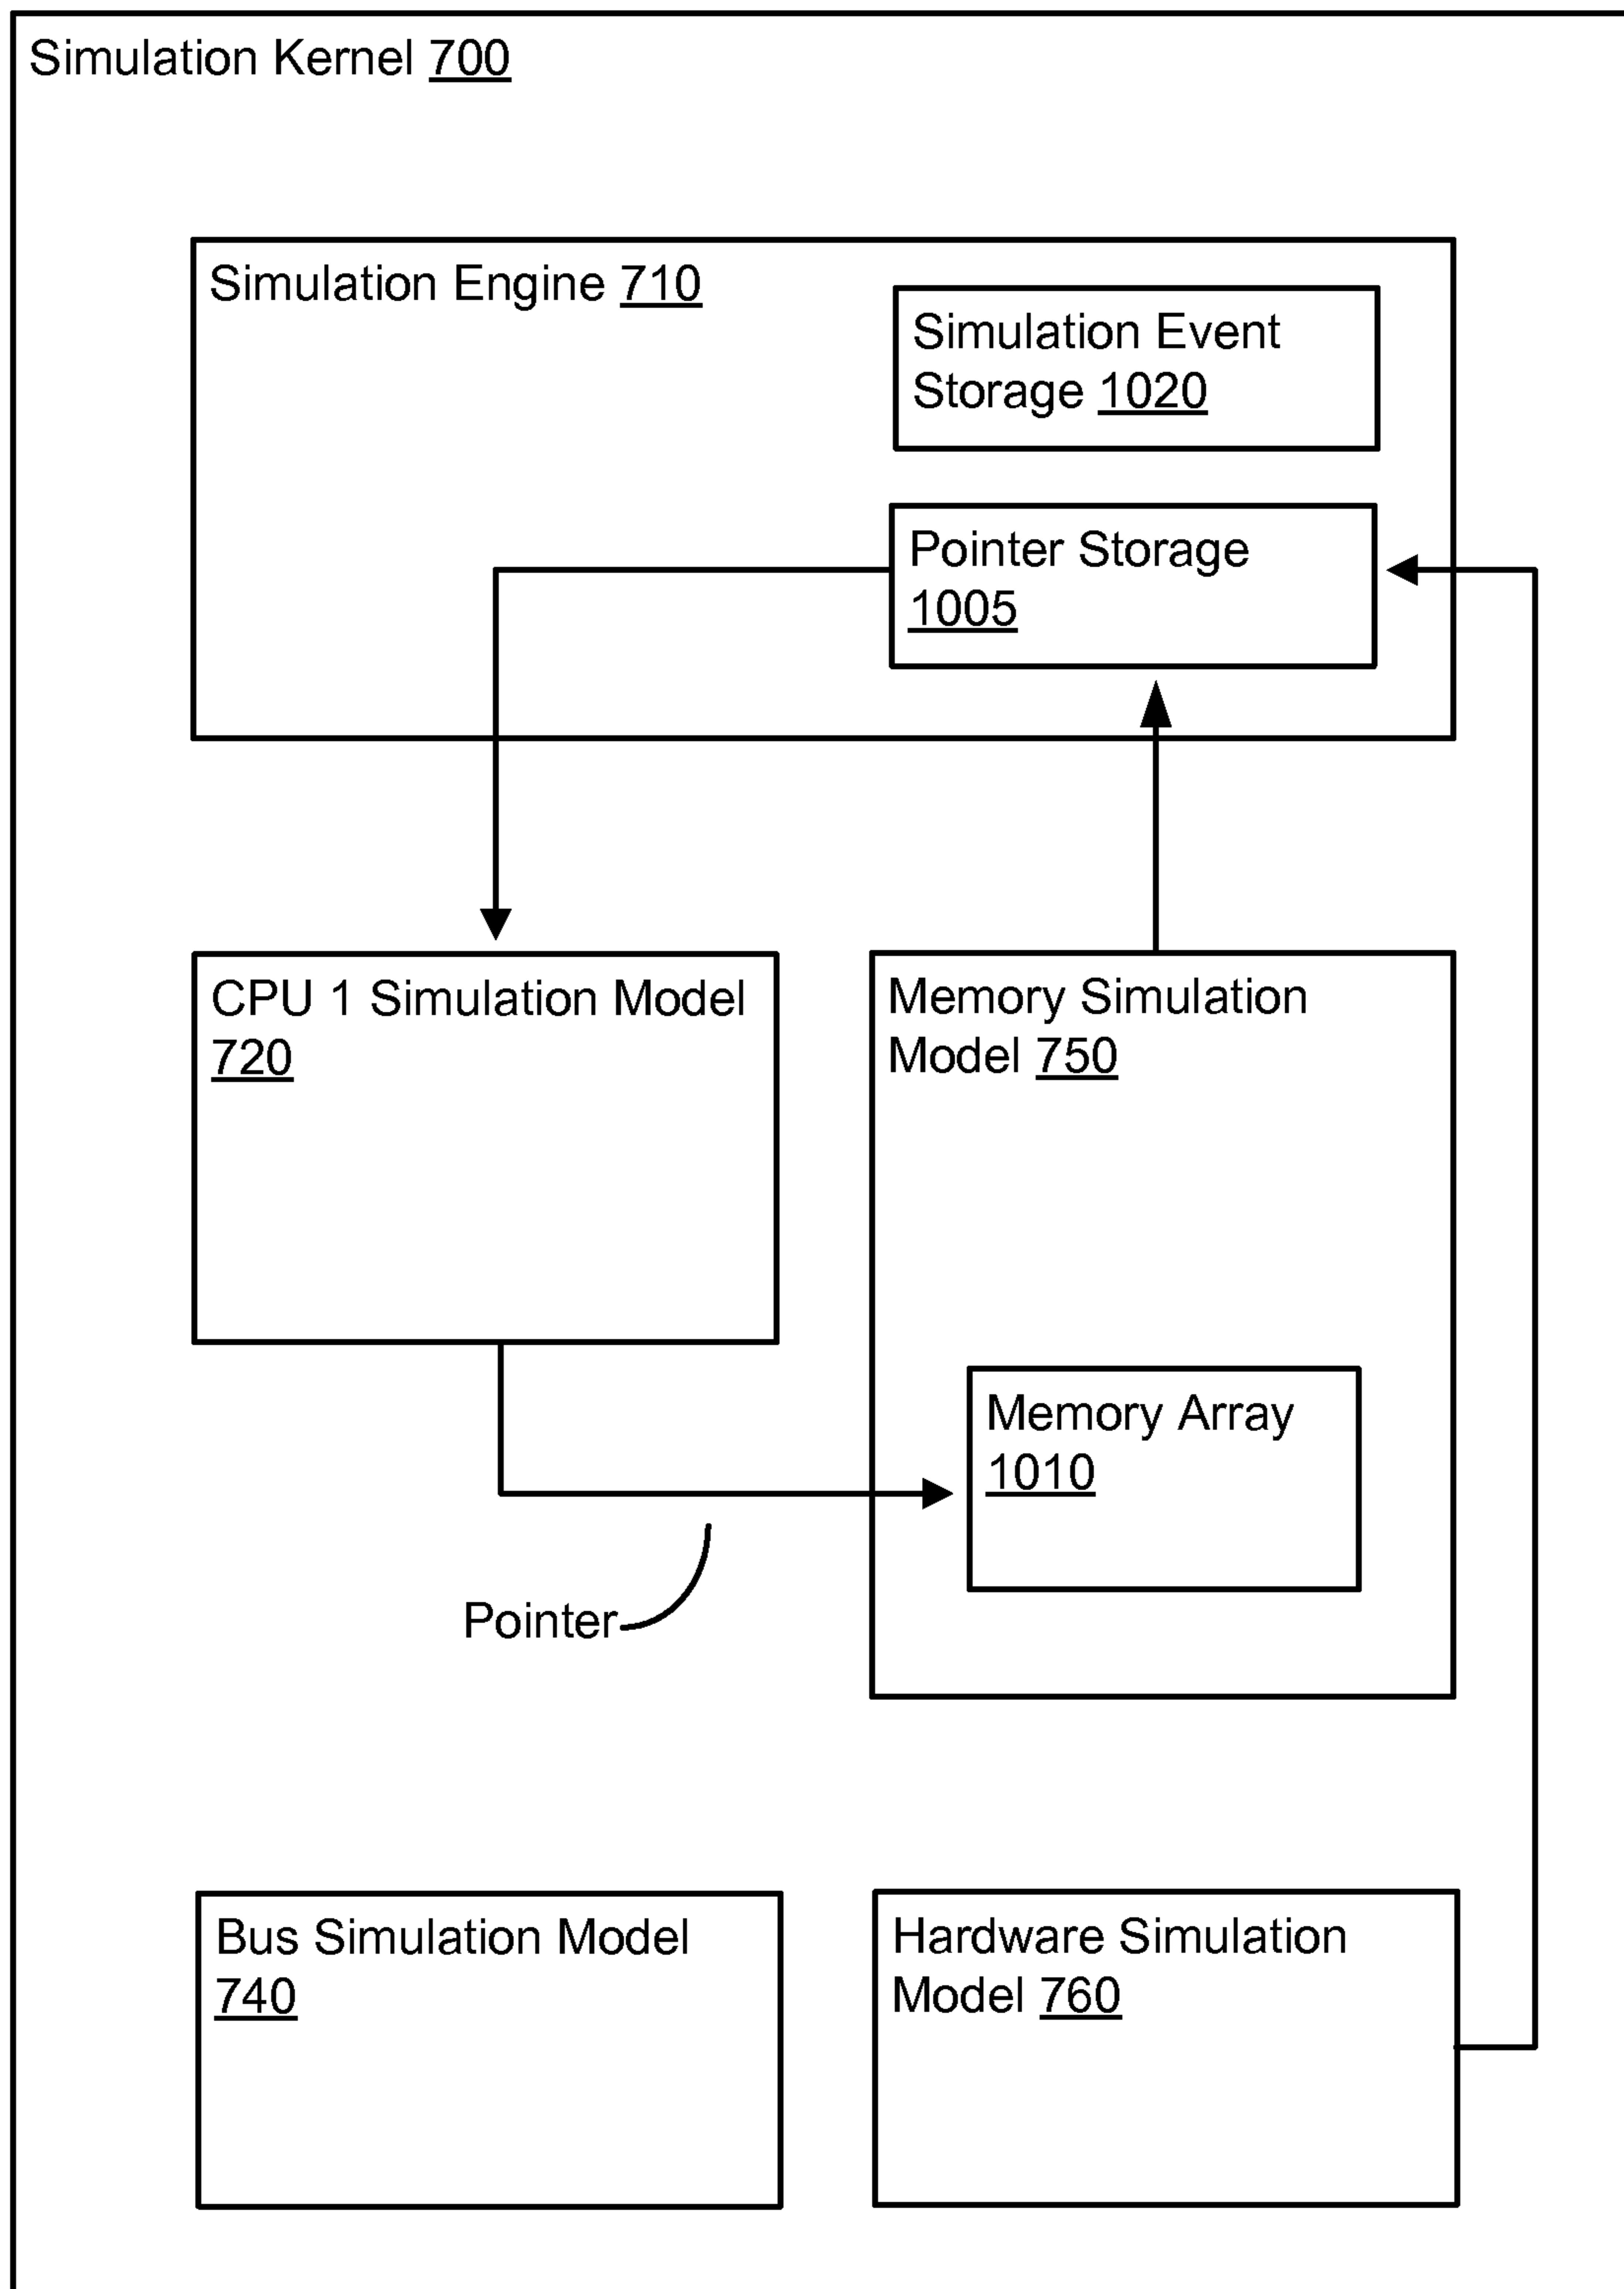 Simulation Kernel 700
Simulation Engine 710
Simulation Event
Storage 1020
Pointer Storage
1005
CPU 1 Simulation Model
720
Memory Simulation
Model 750
Memory Array
1010
Pointer
Bus Simulation Model
740
Hardware Simulation
Model 760